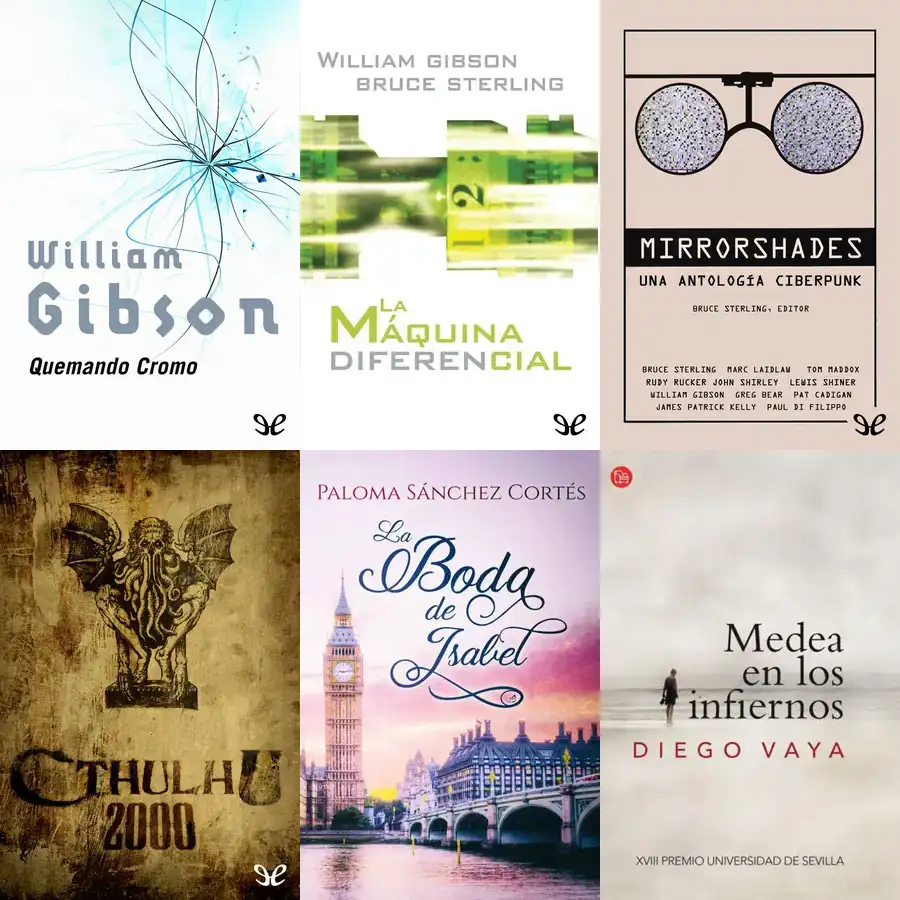 William
Gibson
Quemando Cromo
WILLIAM GIBSON
BRUCE STERLING
2
LA
MÁQUINA
DIFERENCIAL
MIRRORSHADES
UNA ANTOLOGÍA CIBERPUNK
BRUCE STERLING, EDITOR
BRUCE STERLING MARC LAIDLAW TOM MADDOX
RUDY RUCKER JOHN SHIRLEY LEWIS SHINER
WILLIAM GIBSON GREG BEAR PAT CADIGAN
JAMES PATRICK KELLY PAUL DI FILIPPO
CTHULHU
2000
PALOMA SÁNCHEZ CORTÉS
La
Boda
de
Isabel
Medea
en los
infiernos
DIEGO VAYA
XVIII PREMIO UNIVERSIDAD DE SEVILLA